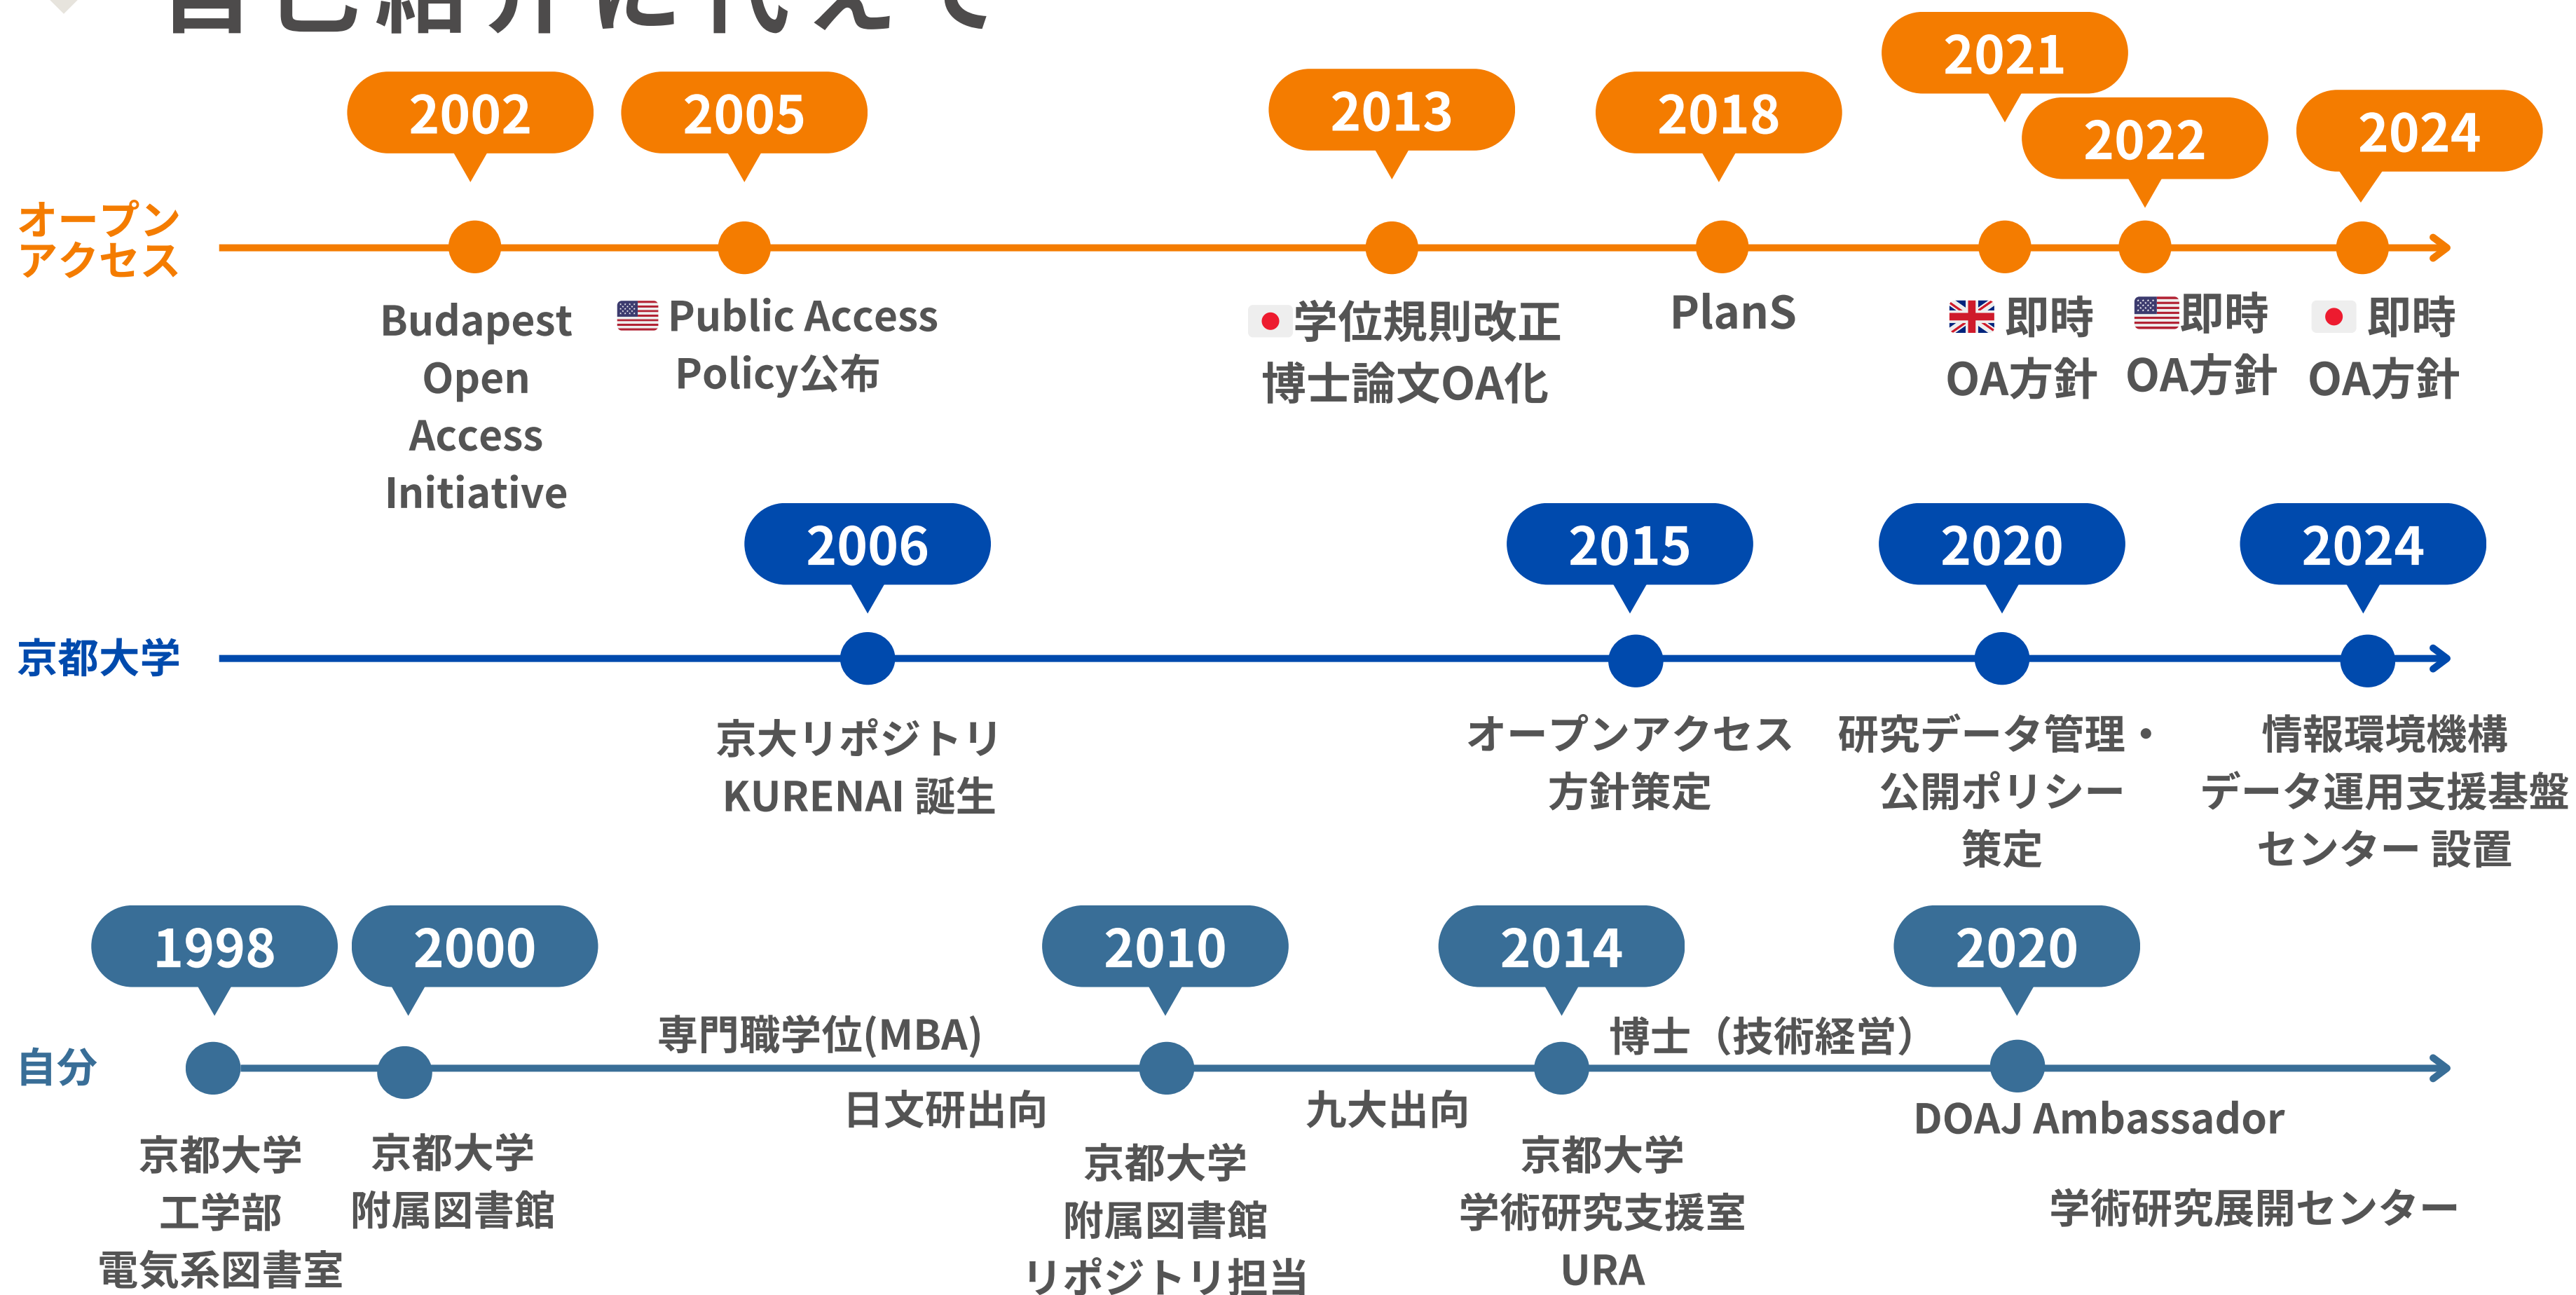 自己紹介に代えて
2002
2005
2013
2018
2021
2022
2024
オープン
アクセス
Budapest
Open
Access
Initiative
Public Access
Policy公布
学位規則改正
博士論文OA化
PlanS
即時
OA方針
即時
OA方針
即時
OA方針
2006
2015
2020
2024
京都大学
京大リポジトリ
KURENAI 誕生
オープンアクセス
方針策定
研究データ管理・
公開ポリシー
策定
情報環境機構
データ運用支援基盤
センター 設置
1998
2000
2010
2014
2020
自分
専門職学位(MBA)
博士（技術経営）
日文研出向
九大出向
京都大学
工学部
電気系図書室
京都大学
附属図書館
京都大学
附属図書館
リポジトリ担当
京都大学
学術研究支援室
URA
DOAJ Ambassador
学術研究展開センター